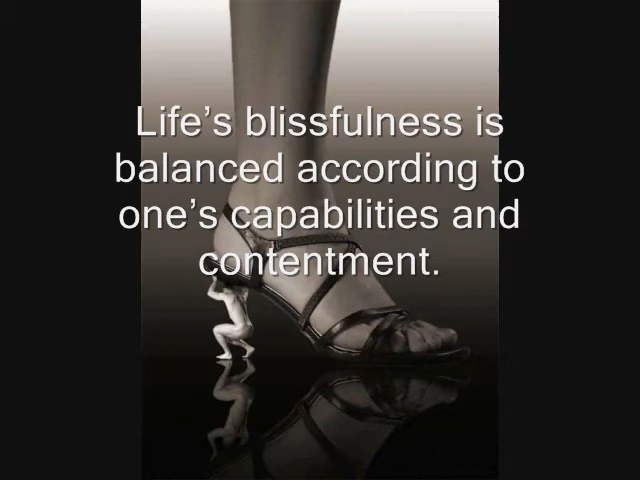 Life’s blissfulness is
balanced according to
one’s capabilities and
contentment.